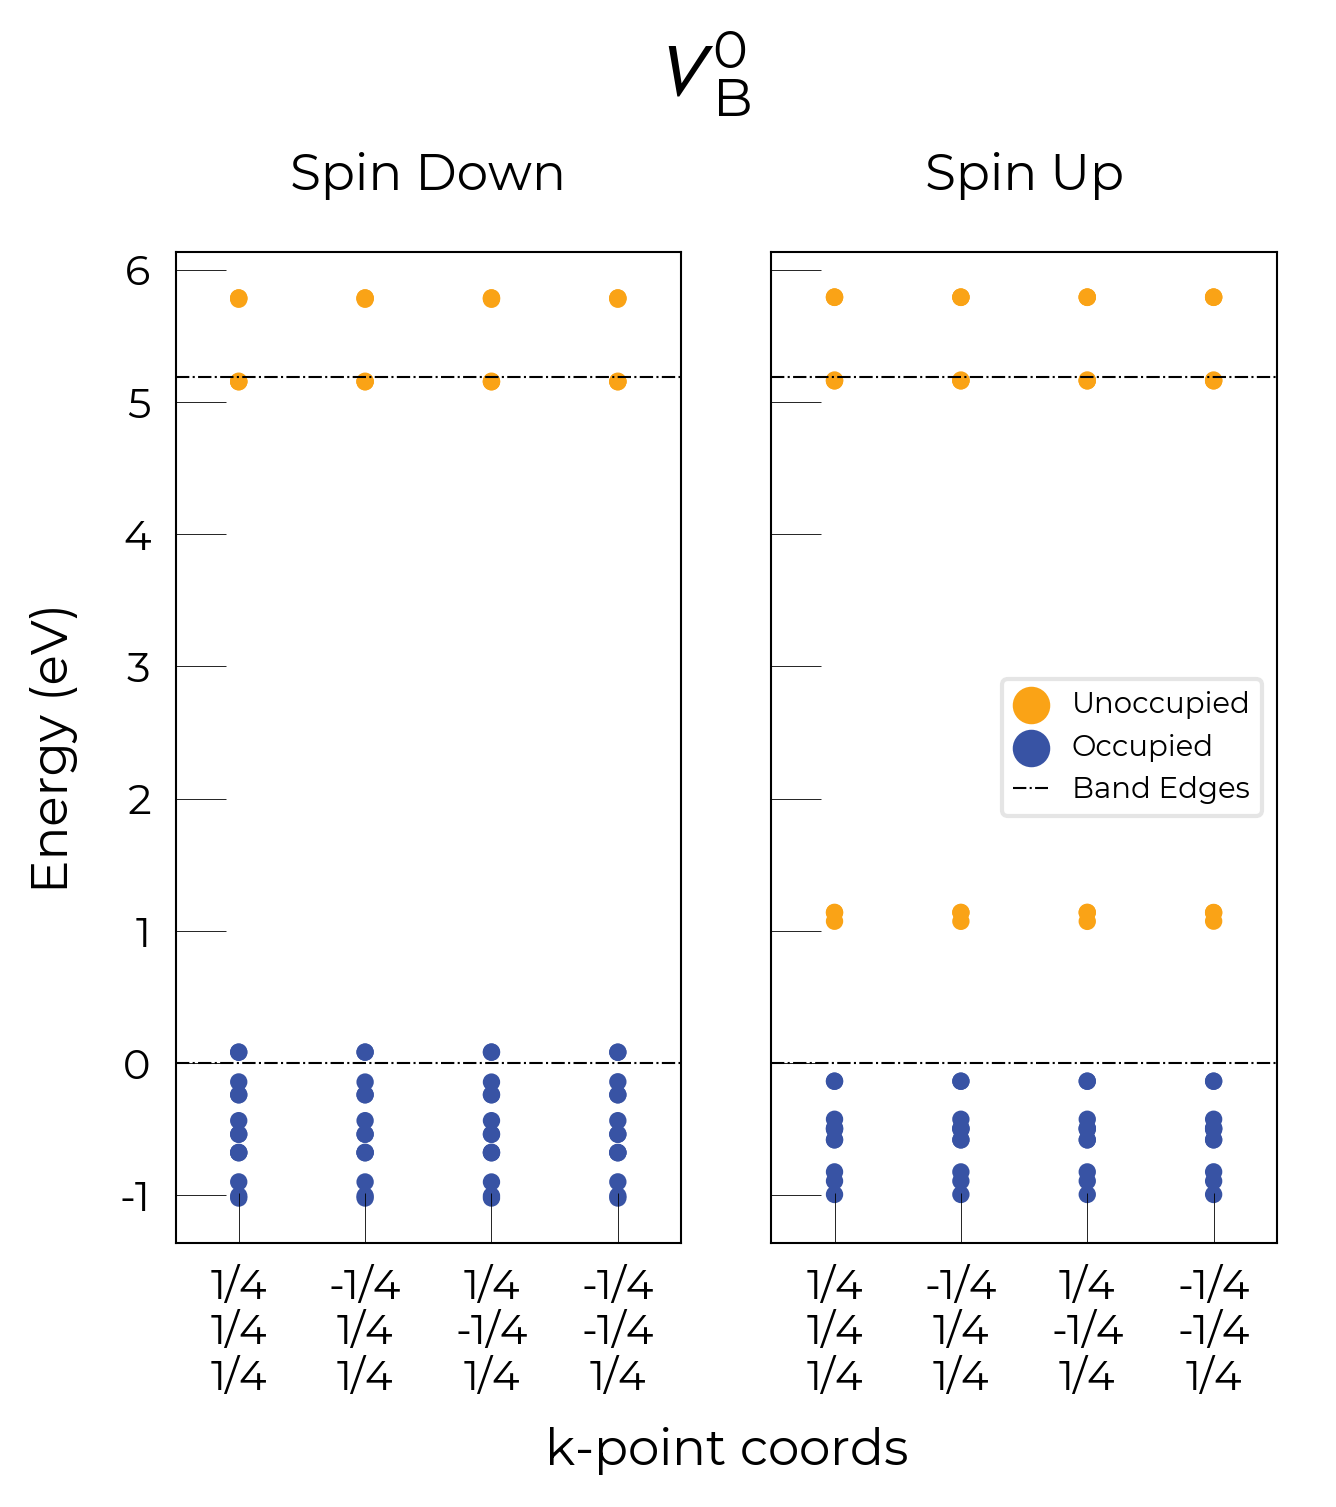 V⁰_B
Spin Down
Spin Up
6
5
4
3
2
1
0
-1
Energy (eV)
Unoccupied
Occupied
Band Edges
1/4 -1/4 1/4 -1/4 1/4 -1/4 1/4 -1/4
1/4 1/4 -1/4 -1/4 1/4 1/4 -1/4 -1/4
1/4 1/4 1/4 1/4 1/4 1/4 1/4 1/4
k-point coords